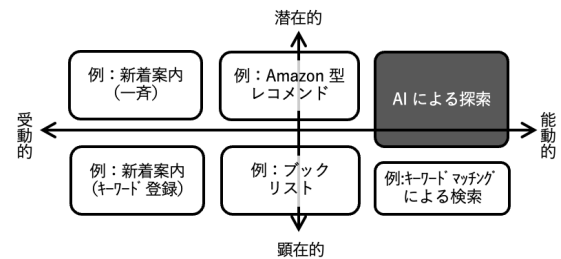 潜在的
例：新着案内
(一斉)
例：Amazon 型
レコメンド
AI による探索
受動的
能動的
例：新着案内
(ｷｰﾜｰﾄﾞ登録)
例：ブック
リスト
例:ｷｰﾜｰﾄﾞﾏｯﾁﾝｸﾞ
による検索
顕在的